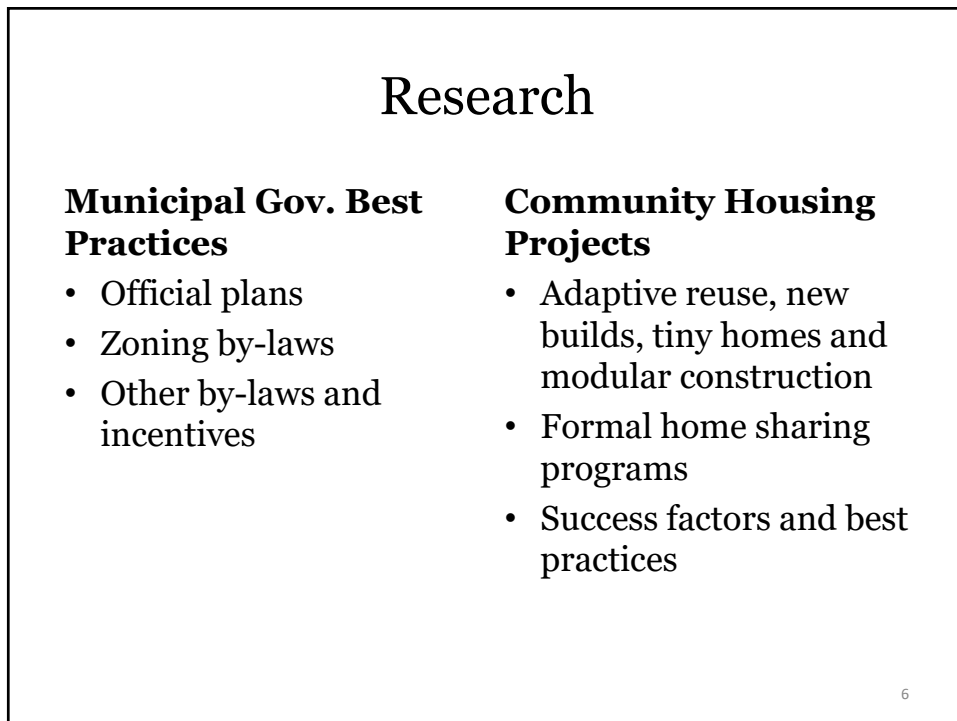 Research
Municipal Gov. Best
Practices
• Official plans
• Zoning by-laws
• Other by-laws and
incentives
Community Housing
Projects
• Adaptive reuse, new
builds, tiny homes and
modular construction
• Formal home sharing
programs
• Success factors and best
practices
6